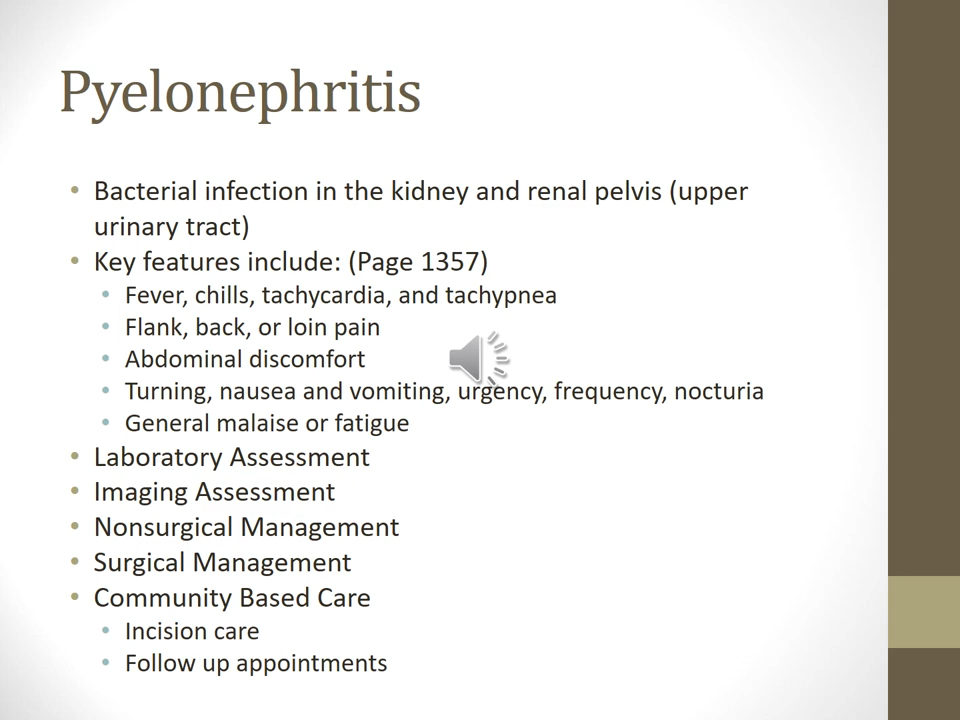 Pyelonephritis
• Bacterial infection in the kidney and renal pelvis (upper
urinary tract)
• Key features include: (Page 1357)
• Fever, chills, tachycardia, and tachypnea
• Flank, back, or loin pain
• Abdominal discomfort
• Turning, nausea and vomiting, urgency, frequency, nocturia
• General malaise or fatigue
• Laboratory Assessment
• Imaging Assessment
• Nonsurgical Management
• Surgical Management
• Community Based Care
• Incision care
• Follow up appointments